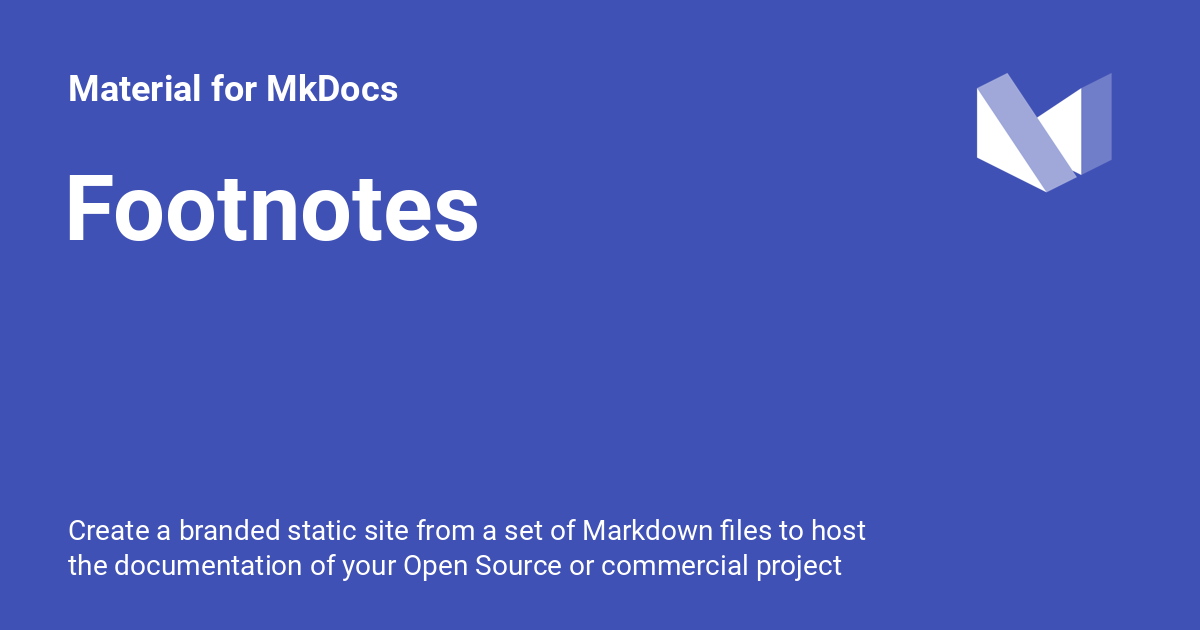 Material for MkDocs
Footnotes
Create a branded static site from a set of Markdown files to host
the documentation of your Open Source or commercial project